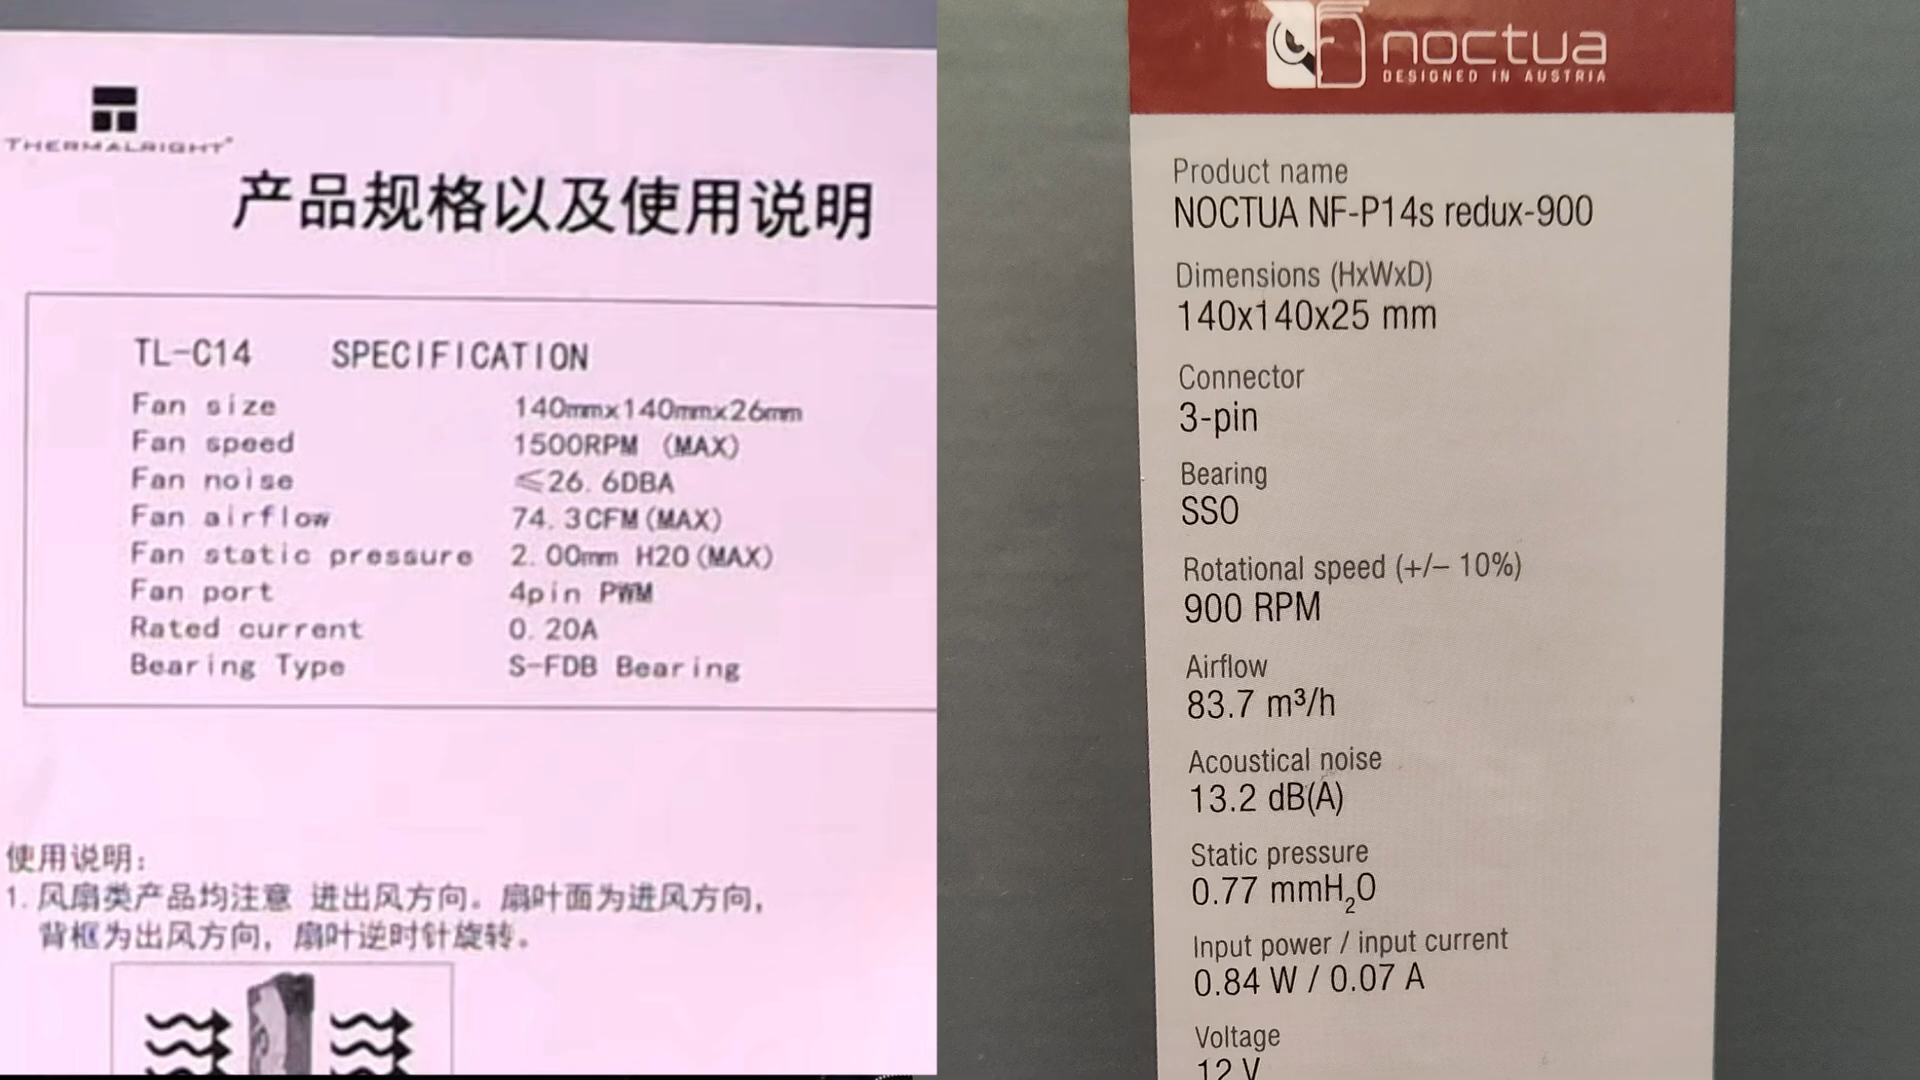 THERMALRIGHT
产品规格以及使用说明
TL-C14 SPECIFICATION
Fan size 140mmx140mmx26mm
Fan speed 1500RPM (MAX)
Fan noise ≤26.6DBA
Fan airflow 74.3CFM(MAX)
Fan static pressure 2.00mm H20(MAX)
Fan port 4pin PWM
Rated current 0.20A
Bearing Type S-FDB Bearing
使用说明:
1.风扇类产品均注意 进出风方向。扇叶面为进风方向,
背框为出风方向, 扇叶逆时针旋转。
noctua
DESIGNED IN AUSTRIA
Product name
NOCTUA NF-P14s redux-900
Dimensions (HxWxD)
140x140x25 mm
Connector
3-pin
Bearing
SSO
Rotational speed (+/– 10%)
900 RPM
Airflow
83.7 m³/h
Acoustical noise
13.2 dB(A)
Static pressure
0.77 mmH₂O
Input power / input current
0.84 W / 0.07 A
Voltage
12 V